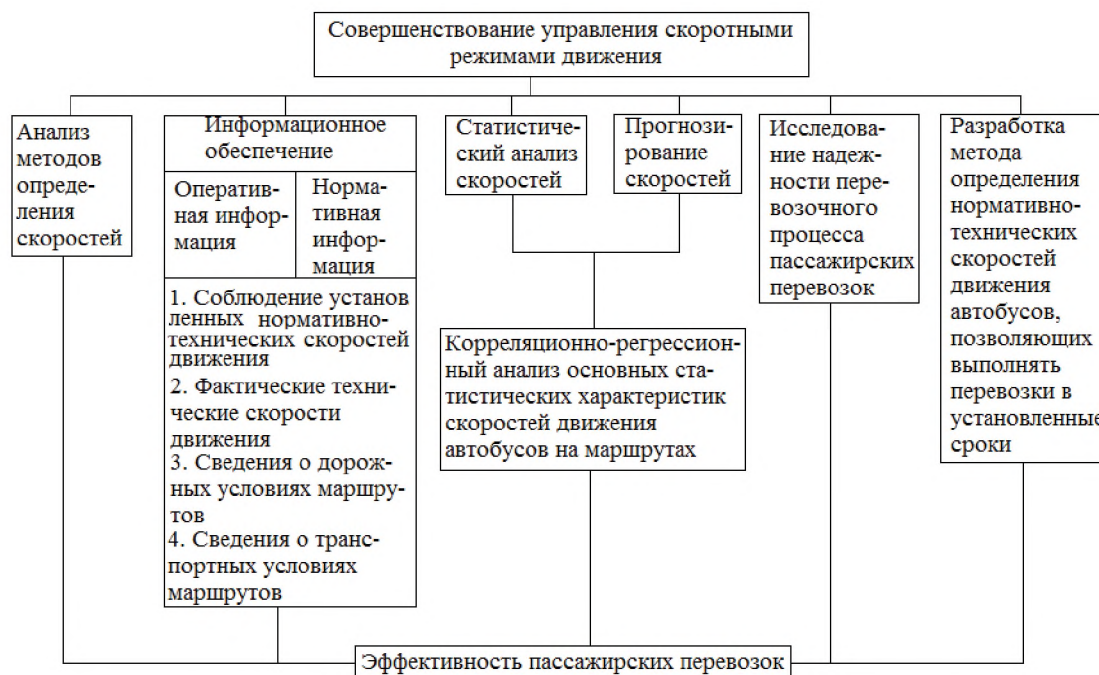 Совершенствование управления скоротными
режимами движения
Анализ
методов
опреде-
ления
скоростей
Информационное
обеспечение
Оператив-
ная инфор-
мация
Нор-
мативная
инфор-
мация
1. Соблюдение установ
ленных нормативно-
технических скоростей
движения
2. Фактические техни-
ческие скорости
движения
3. Сведения о дорож-
ных условиях маршру-
тов
4. Сведения о транс-
портных условиях
маршрутов
Статистиче-
ский анализ
скоростей
Прогнози-
рование
скоростей
Корреляционно-регрессион-
ный анализ основных ста-
тистических характеристик
скоростей движения
автобусов на маршрутах
Исследова-
ние надеж-
ности пере-
возочного
процесса
пассажирских
перевозок
Разработка
метода
определения
нормативно-
технических
скоростей
движения
автобусов,
позволяющих
выполнять
перевозки в
установленные
сроки
Эффективность пассажирских перевозок